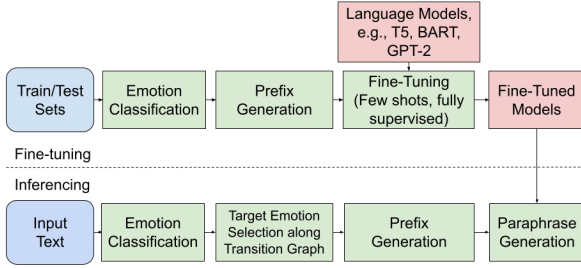 Language Models,
e.g., T5, BART,
GPT-2
Train/Test
Sets
Emotion
Classification
Prefix
Generation
Fine-Tuning
(Few shots, fully
supervised)
Fine-Tuned
Models
Fine-tuning
Inferencing
Input
Text
Emotion
Classification
Target Emotion
Selection along
Transition Graph
Prefix
Generation
Paraphrase
Generation